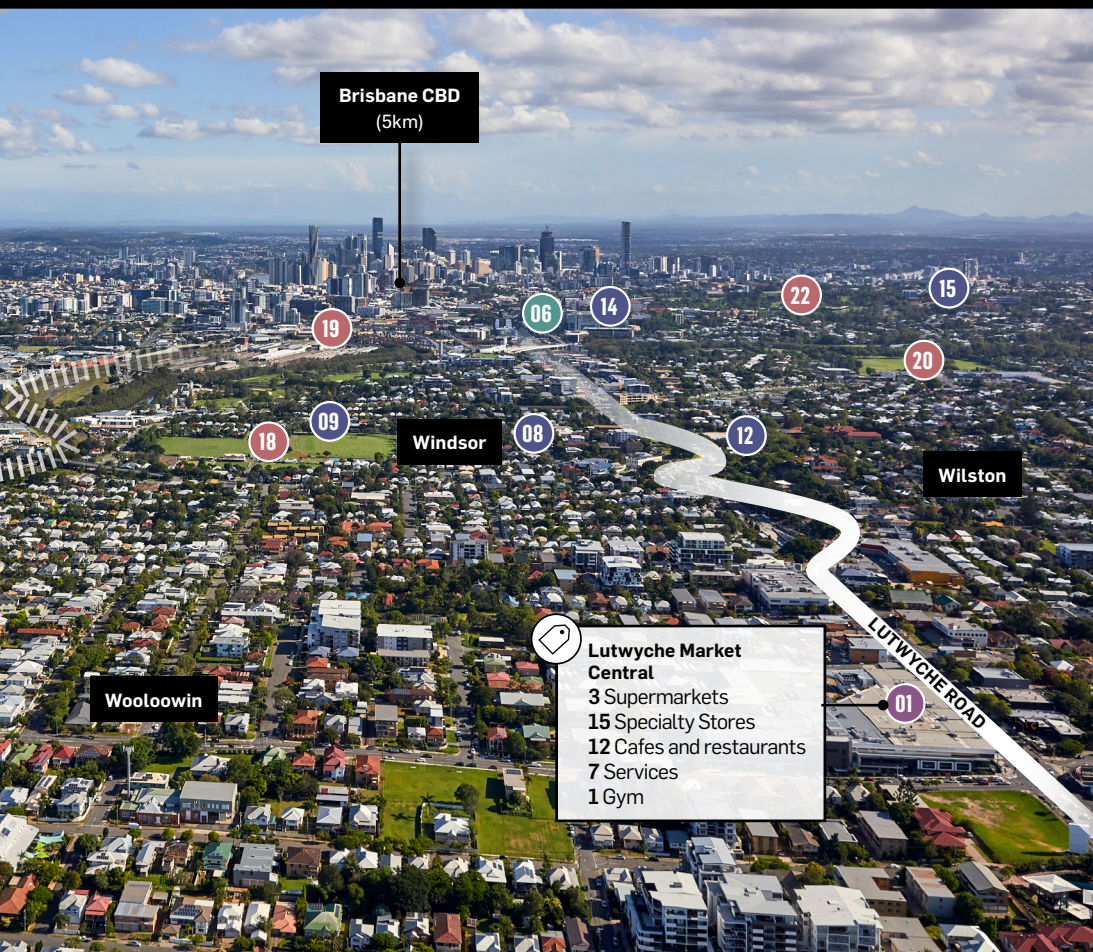 Brisbane CBD
(5km)
22
15
14
06
19
20
09
18
Windsor
08
12
Wilston
LUTWYCHE ROAD
Lutwyche Market
Central
3 Supermarkets
15 Specialty Stores
12 Cafes and restaurants
7 Services
1 Gym
01
Wooloowin